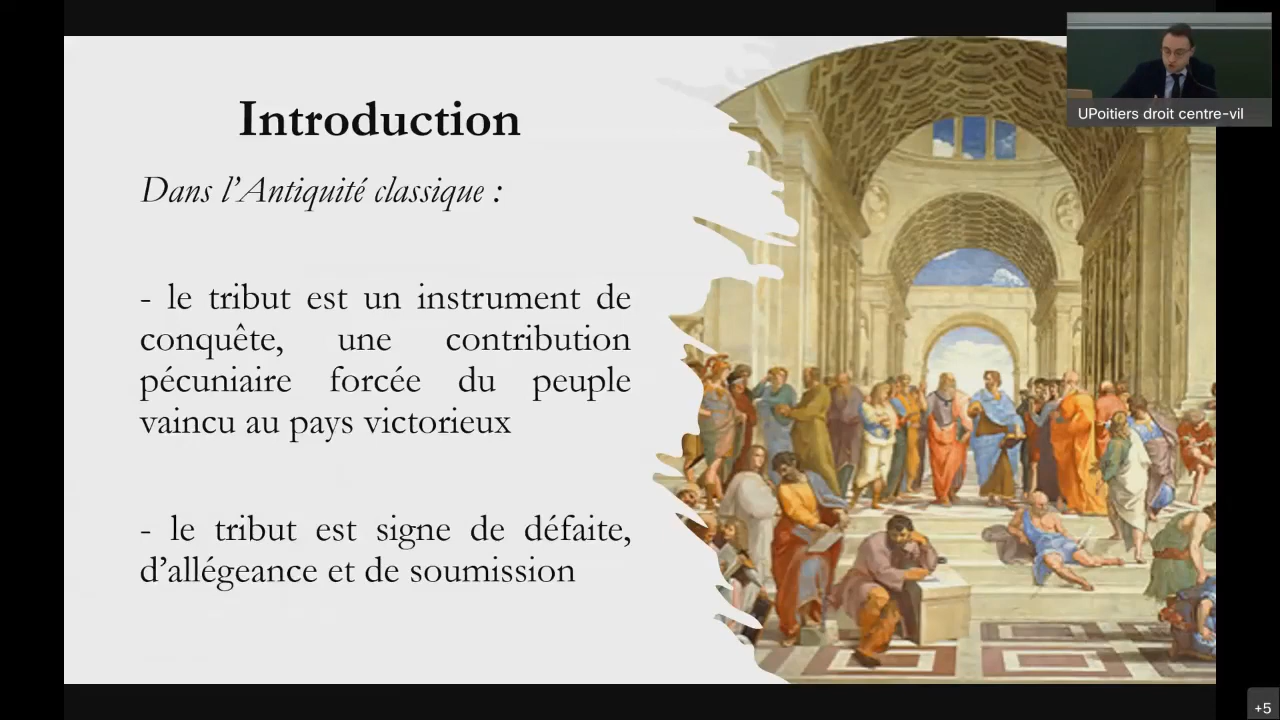 Introduction
Dans l’Antiquité classique :
- le tribut est un instrument de
conquête, une contribution
pécuniaire forcée du peuple
vaincu au pays victorieux
- le tribut est signe de défaite,
d’allégeance et de soumission
UPoitiers droit centre-vil
+5